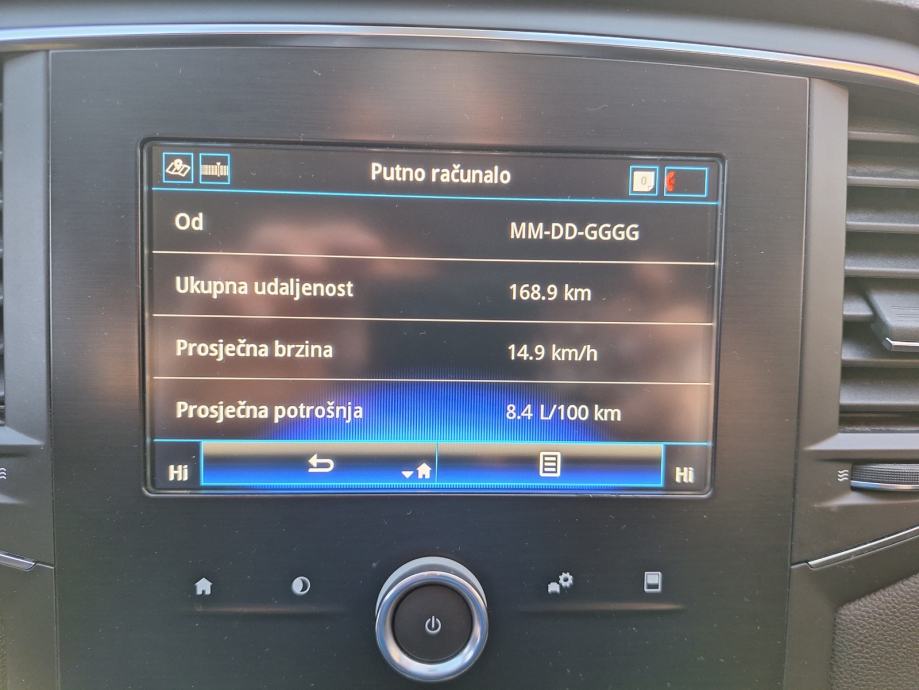 Putno računalo
0
Od MM-DD-GGGG
Ukupna udaljenost 168.9 km
Prosječna brzina 14.9 km/h
Prosječna potrošnja 8.4 L/100 km
Hi Hi